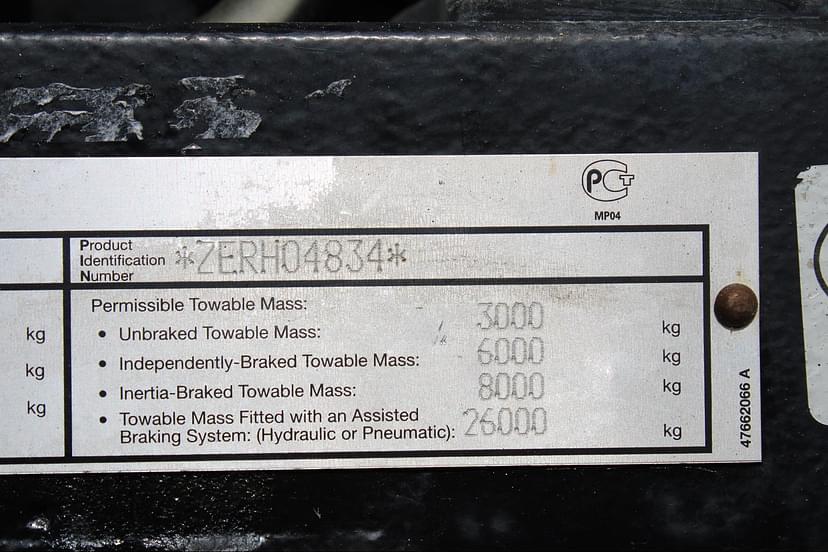 PCT
MP04
Product
Identification
Number
*ZERH04834*
Permissible Towable Mass:
• Unbraked Towable Mass: 3000 kg
• Independently-Braked Towable Mass: 6000 kg
• Inertia-Braked Towable Mass: 8000 kg
• Towable Mass Fitted with an Assisted
Braking System: (Hydraulic or Pneumatic): 26000 kg
kg
kg
kg
47662066 A